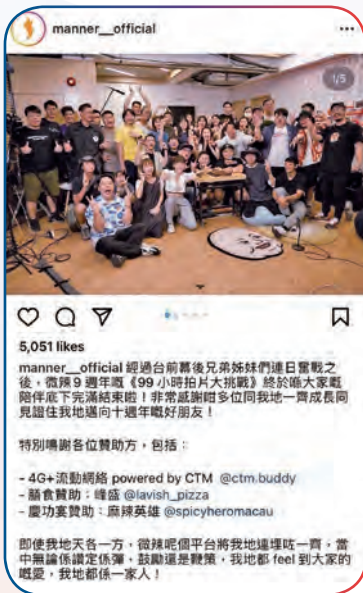 manner__official
1/5
5,051 likes
manner_official 經過台前幕後兄弟姊妹們連日奮戰之
後，微辣9週年嘅《99小時拍片大挑戰》終於喺大家嘅
陪伴底下完滿結束啦！非常感謝咁多位同我地一齊成長同
見證住我地邁向十週年嘅好朋友！
特別鳴謝各位贊助方，包括：
- 4G+流動網絡 powered by CTM @ctm.buddy
- 膳食贊助：峰盛 @lavish_pizza
- 慶功宴贊助：麻辣英雄 @spicyheromacau
即使我地天各一方，微辣呢個平台將我地連埋咗一齊，當
中無論係讚定係彈、鼓勵還是鞭策，我地都 feel 到大家的
嘅愛，我地都係一家人！